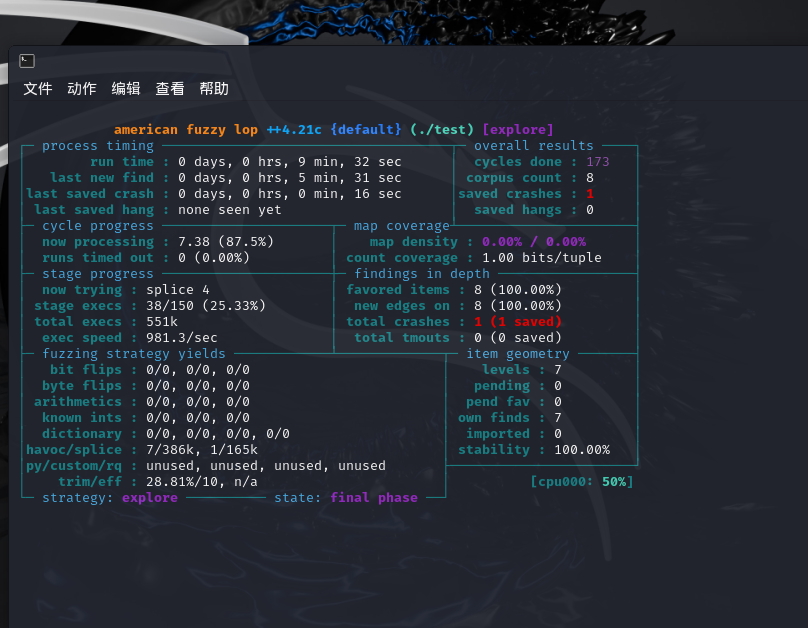 文件 动作 编辑 查看 帮助
american fuzzy lop ++4.21c {default} (./test) [explore]
process timing overall results
run time : 0 days, 0 hrs, 9 min, 32 sec cycles done : 173
last new find : 0 days, 0 hrs, 5 min, 31 sec corpus count : 8
last saved crash : 0 days, 0 hrs, 0 min, 16 sec saved crashes : 1
last saved hang : none seen yet saved hangs : 0
cycle progress map coverage
now processing : 7.38 (87.5%) map density : 0.00% / 0.00%
runs timed out : 0 (0.00%) count coverage : 1.00 bits/tuple
stage progress findings in depth
now trying : splice 4 favored items : 8 (100.00%)
stage execs : 38/150 (25.33%) new edges on : 8 (100.00%)
total execs : 551k total crashes : 1 (1 saved)
exec speed : 981.3/sec total tmouts : 0 (0 saved)
fuzzing strategy yields item geometry
bit flips : 0/0, 0/0, 0/0 levels : 7
byte flips : 0/0, 0/0, 0/0 pending : 0
arithmetics : 0/0, 0/0, 0/0 pend fav : 0
known ints : 0/0, 0/0, 0/0 own finds : 7
dictionary : 0/0, 0/0, 0/0, 0/0 imported : 0
havoc/splice : 7/386k, 1/165k stability : 100.00%
py/custom/rq : unused, unused, unused, unused
trim/eff : 28.81%/10, n/a [cpu000: 50%]
strategy: explore state: final phase